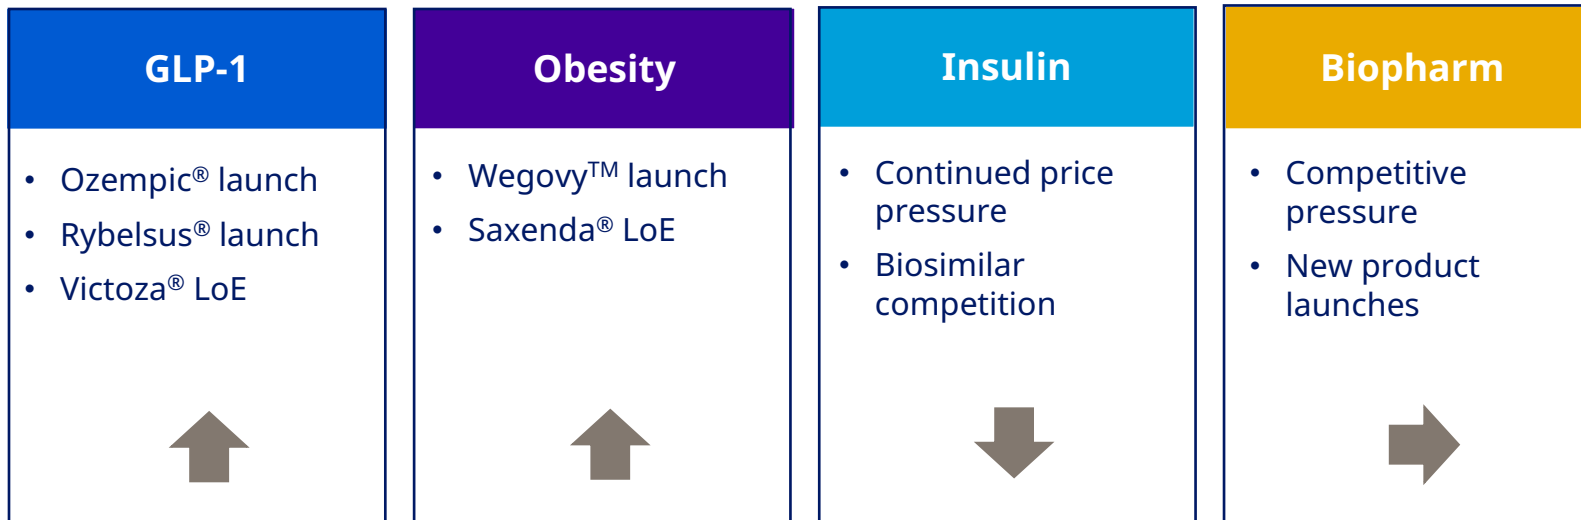 GLP-1
• Ozempic® launch
• Rybelsus® launch
• Victoza® LoE
Obesity
• Wegovy™ launch
• Saxenda® LoE
Insulin
• Continued price
pressure
• Biosimilar
competition
Biopharm
• Competitive
pressure
• New product
launches